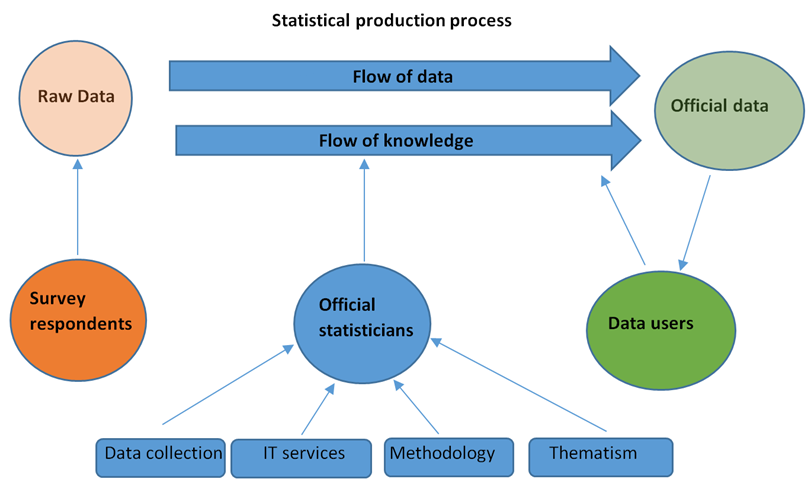 Statistical production process
Flow of data
Raw Data
Official data
Flow of knowledge
Survey
respondents
Official
statisticians
Data users
Data collection
IT services
Methodology
Thematism